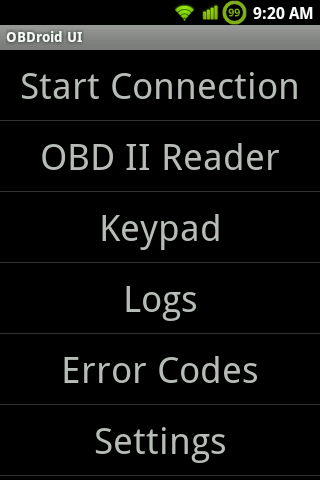 99 9:20 AM
OBDroid UI
Start Connection
OBD II Reader
Keypad
Logs
Error Codes
Settings